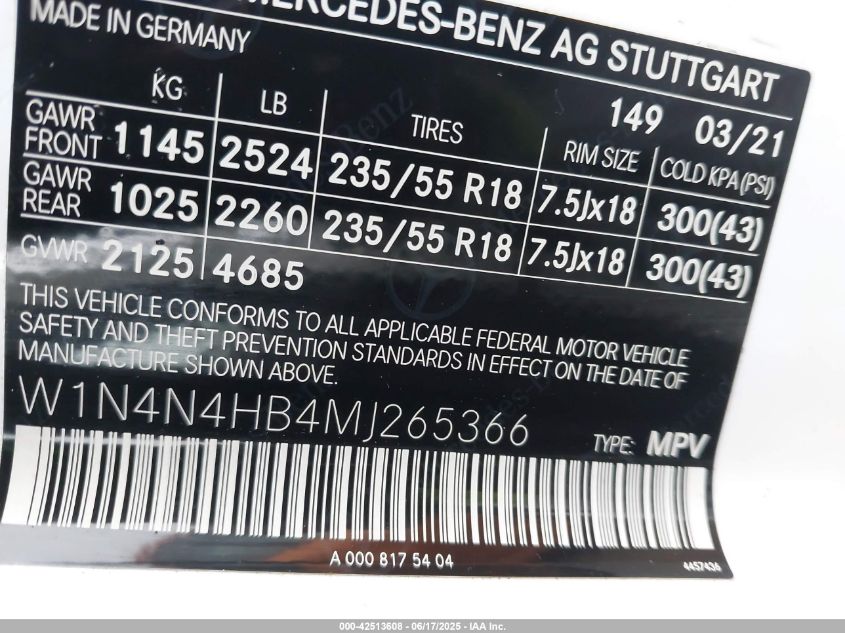 MERCEDES-BENZ AG STUTTGART
MADE IN GERMANY
149 03/21
KG LB TIRES RIM SIZE COLD KPA (PSI)
GAWR FRONT 1145 2524 235/55 R18 7.5Jx18 300(43)
GAWR REAR 1025 2260 235/55 R18 7.5Jx18 300(43)
GVWR 2125 4685
THIS VEHICLE CONFORMS TO ALL APPLICABLE FEDERAL MOTOR VEHICLE
SAFETY AND THEFT PREVENTION STANDARDS IN EFFECT ON THE DATE OF
MANUFACTURE SHOWN ABOVE.
W1N4N4HB4MJ265366
TYPE: MPV
A 000 817 54 04
4457436
000-42513608 - 06/17/2025 - IAA Inc.